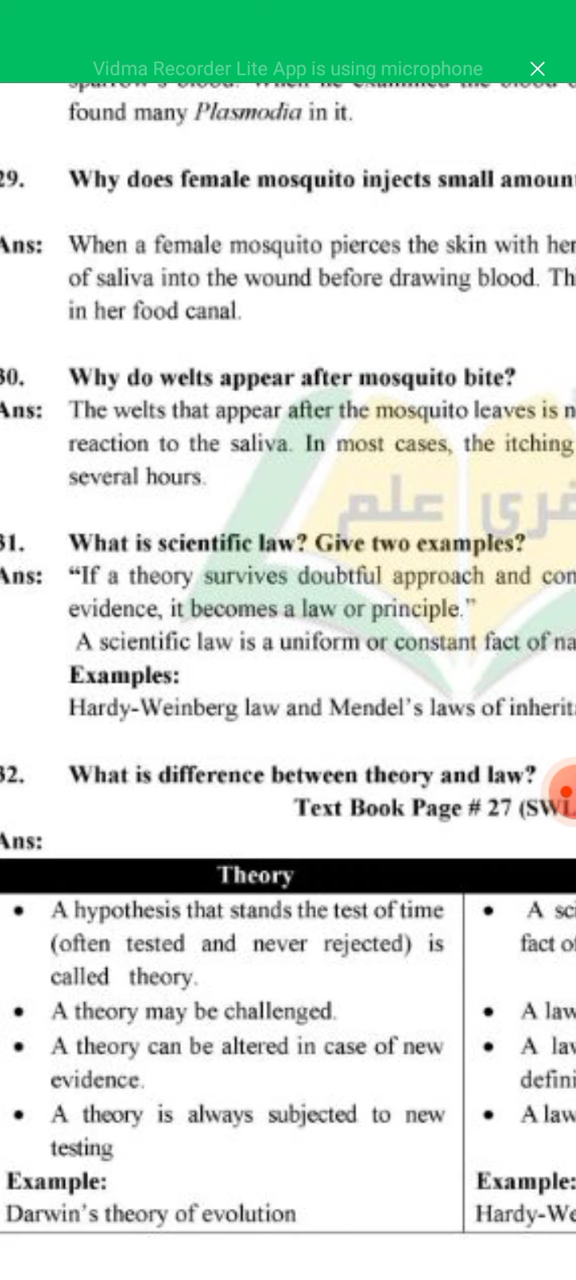 Vidma Recorder Lite App is using microphone
found many Plasmodia in it.
29. Why does female mosquito injects small amoun
Ans: When a female mosquito pierces the skin with her
of saliva into the wound before drawing blood. Th
in her food canal.
30. Why do welts appear after mosquito bite?
Ans: The welts that appear after the mosquito leaves is n
reaction to the saliva. In most cases, the itching
several hours.
علم
31. What is scientific law? Give two examples?
Ans: “If a theory survives doubtful approach and con
evidence, it becomes a law or principle.”
A scientific law is a uniform or constant fact of na
Examples:
Hardy-Weinberg law and Mendel’s laws of inherit
32. What is difference between theory and law?
Text Book Page # 27 (SWL
Ans:
Theory
• A hypothesis that stands the test of time
(often tested and never rejected) is
called theory.
• A theory may be challenged.
• A theory can be altered in case of new
evidence.
• A theory is always subjected to new
testing
Example:
Darwin’s theory of evolution
• A sci
fact of
• A law
• A lav
defini
• A law
Example:
Hardy-We